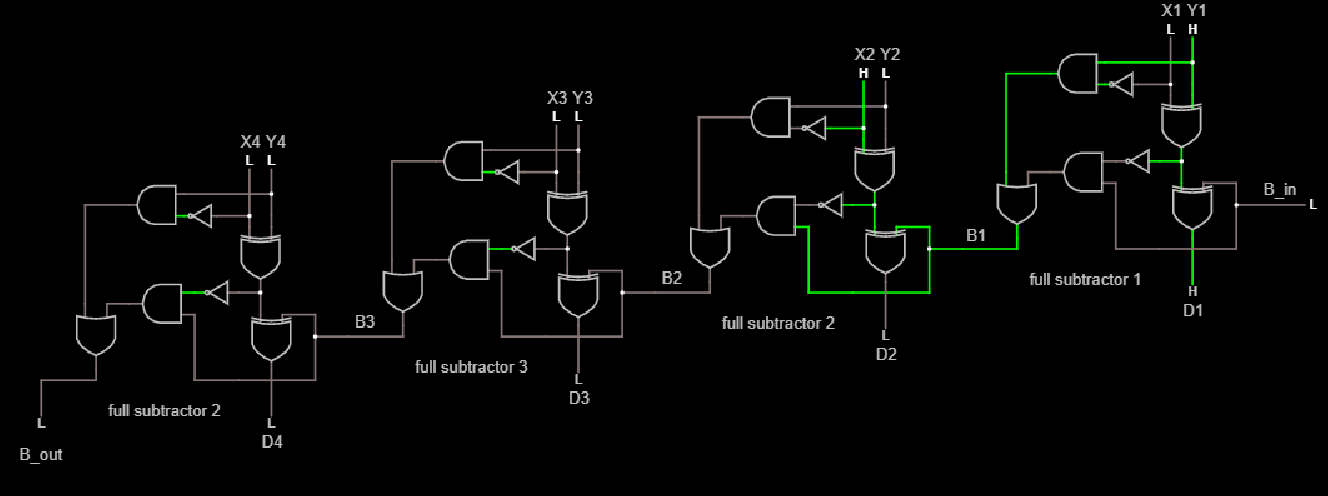 X1 Y1
L H
X2 Y2
H L
X3 Y3
L L
X4 Y4
L L
B_in
L
B1
full subtractor 1
H
D1
B2
full subtractor 2
L
D2
B3
full subtractor 3
L
D3
full subtractor 2
L
D4
L
B_out